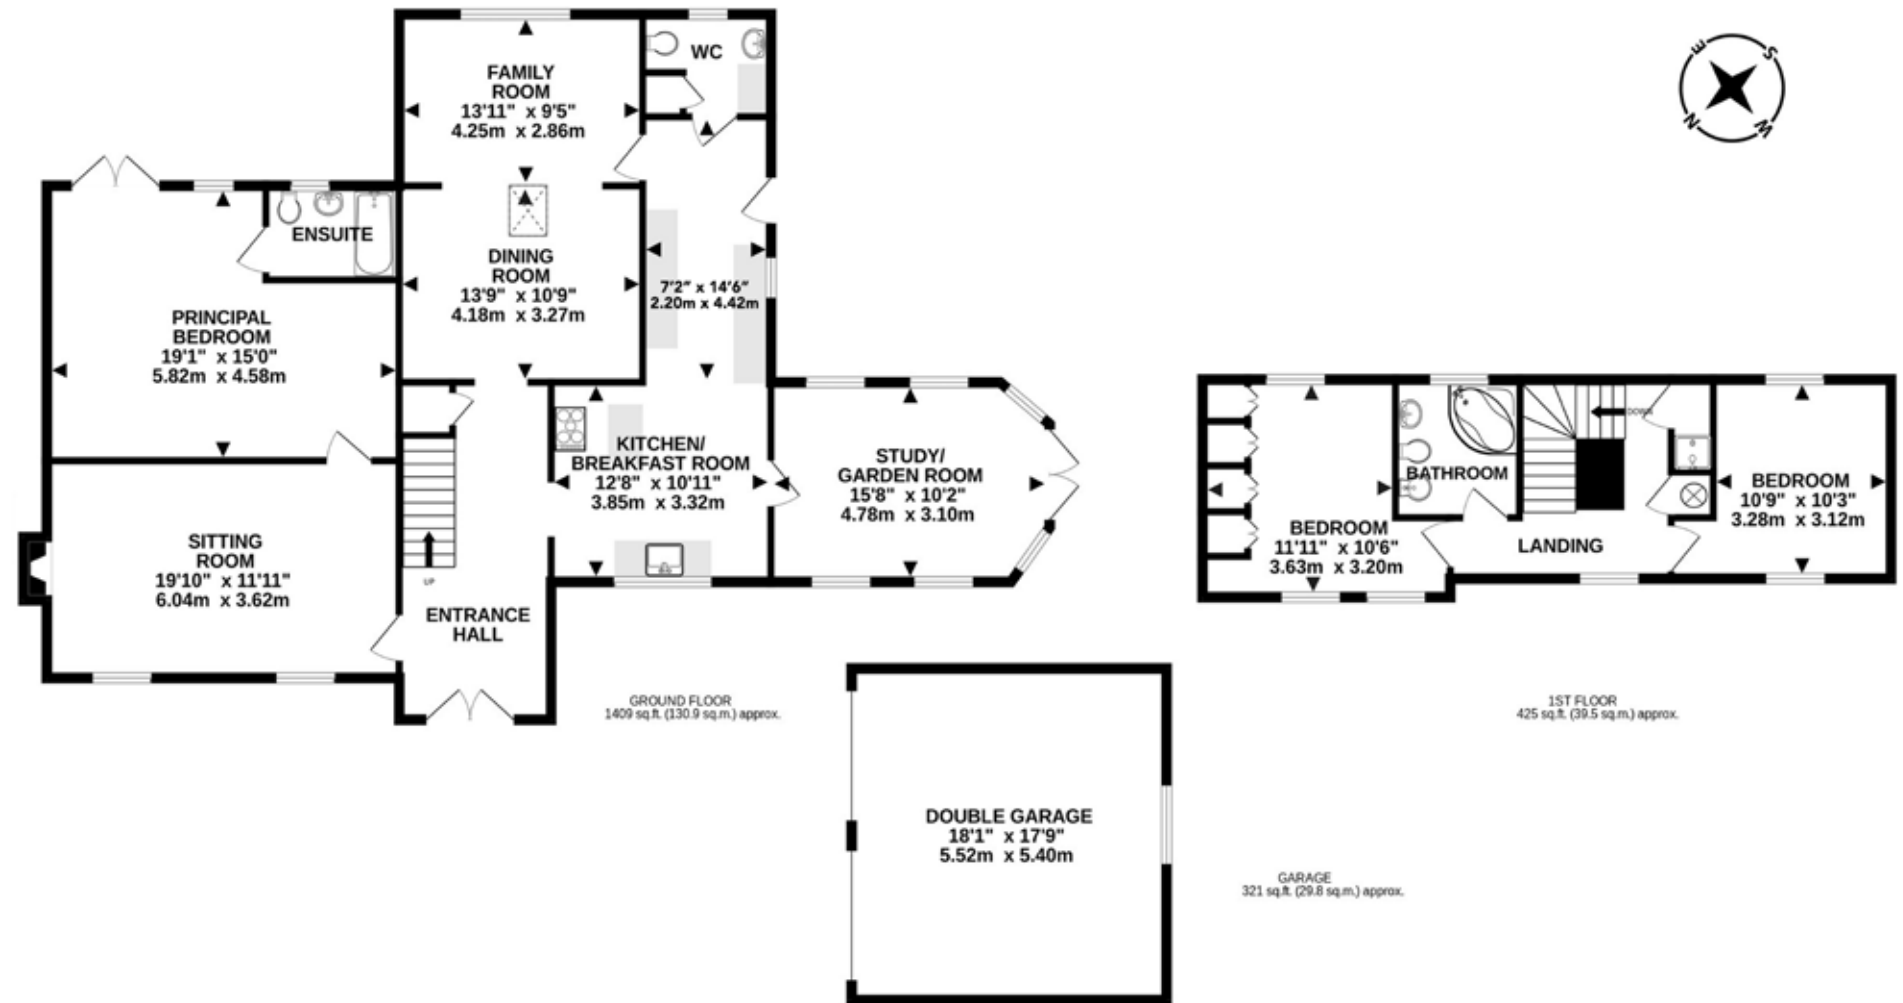 FAMILY
ROOM
13'11" x 9'5"
4.25m x 2.86m
WC
E
S
N
W
ENSUITE
DINING
ROOM
13'9" x 10'9"
4.18m x 3.27m
7'2" x 14'6"
2.20m x 4.42m
PRINCIPAL
BEDROOM
19'1" x 15'0"
5.82m x 4.58m
KITCHEN/
BREAKFAST ROOM
12'8" x 10'11"
3.85m x 3.32m
STUDY/
GARDEN ROOM
15'8" x 10'2"
4.78m x 3.10m
SITTING
ROOM
19'10" x 11'11"
6.04m x 3.62m
UP
ENTRANCE
HALL
DOWN
BATHROOM
BEDROOM
10'9" x 10'3"
3.28m x 3.12m
BEDROOM
11'11" x 10'6"
3.63m x 3.20m
LANDING
GROUND FLOOR
1409 sq.ft. (130.9 sq.m.) approx.
1ST FLOOR
425 sq.ft. (39.5 sq.m.) approx.
DOUBLE GARAGE
18'1" x 17'9"
5.52m x 5.40m
GARAGE
321 sq.ft. (29.8 sq.m.) approx.